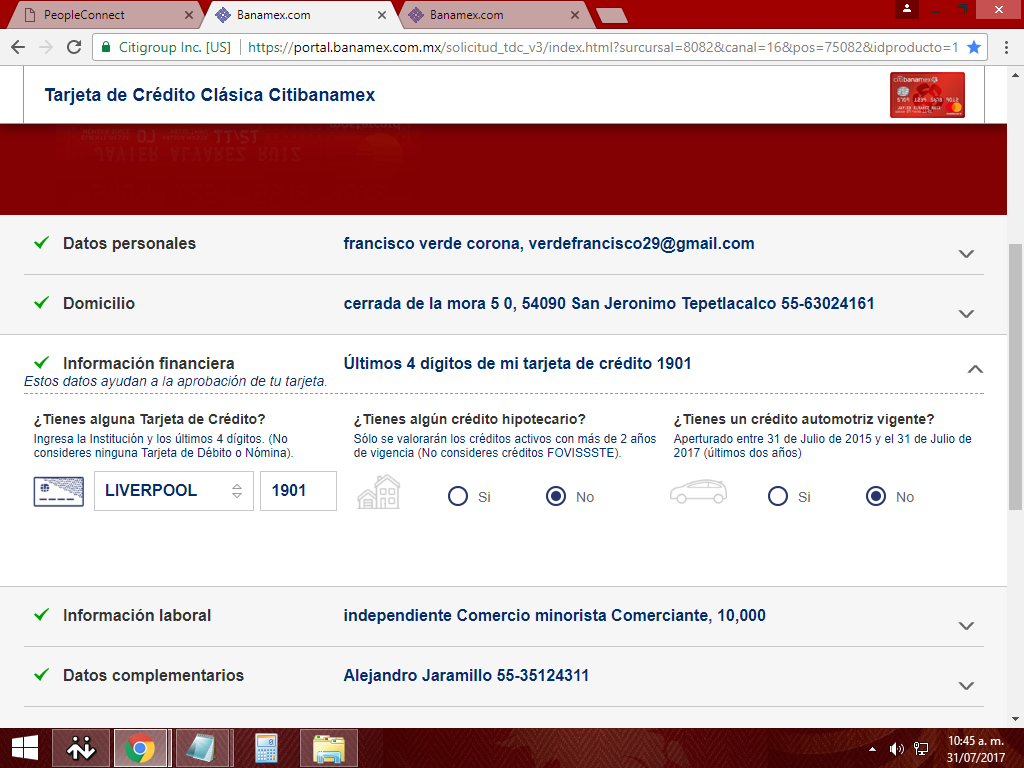 PeopleConnect
Banamex.com
Banamex.com
Citigroup Inc. [US]
https://portal.banamex.com.mx/solicitud_tdc_v3/index.html?surcursal=8082&canal=16&pos=75082&idproducto=1
Tarjeta de Crédito Clásica Citibanamex
citibanamex
JAVIER ALVAREZ RUIZ
Datos personales
francisco verde corona, verdefrancisco29@gmail.com
Domicilio
cerrada de la mora 5 0, 54090 San Jeronimo Tepetlacalco 55-63024161
Información financiera
Últimos 4 dígitos de mi tarjeta de crédito 1901
Estos datos ayudan a la aprobación de tu tarjeta.
¿Tienes alguna Tarjeta de Crédito?
Ingresa la Institución y los últimos 4 dígitos. (No
consideres ninguna Tarjeta de Débito o Nómina).
LIVERPOOL
1901
¿Tienes algún crédito hipotecario?
Sólo se valorarán los créditos activos con más de 2 años
de vigencia (No consideres créditos FOVISSSTE).
Si
No
¿Tienes un crédito automotriz vigente?
Aperturado entre 31 de Julio de 2015 y el 31 de Julio de
2017 (últimos dos años)
Si
No
Información laboral
independiente Comercio minorista Comerciante, 10,000
Datos complementarios
Alejandro Jaramillo 55-35124311
10:45 a. m.
31/07/2017